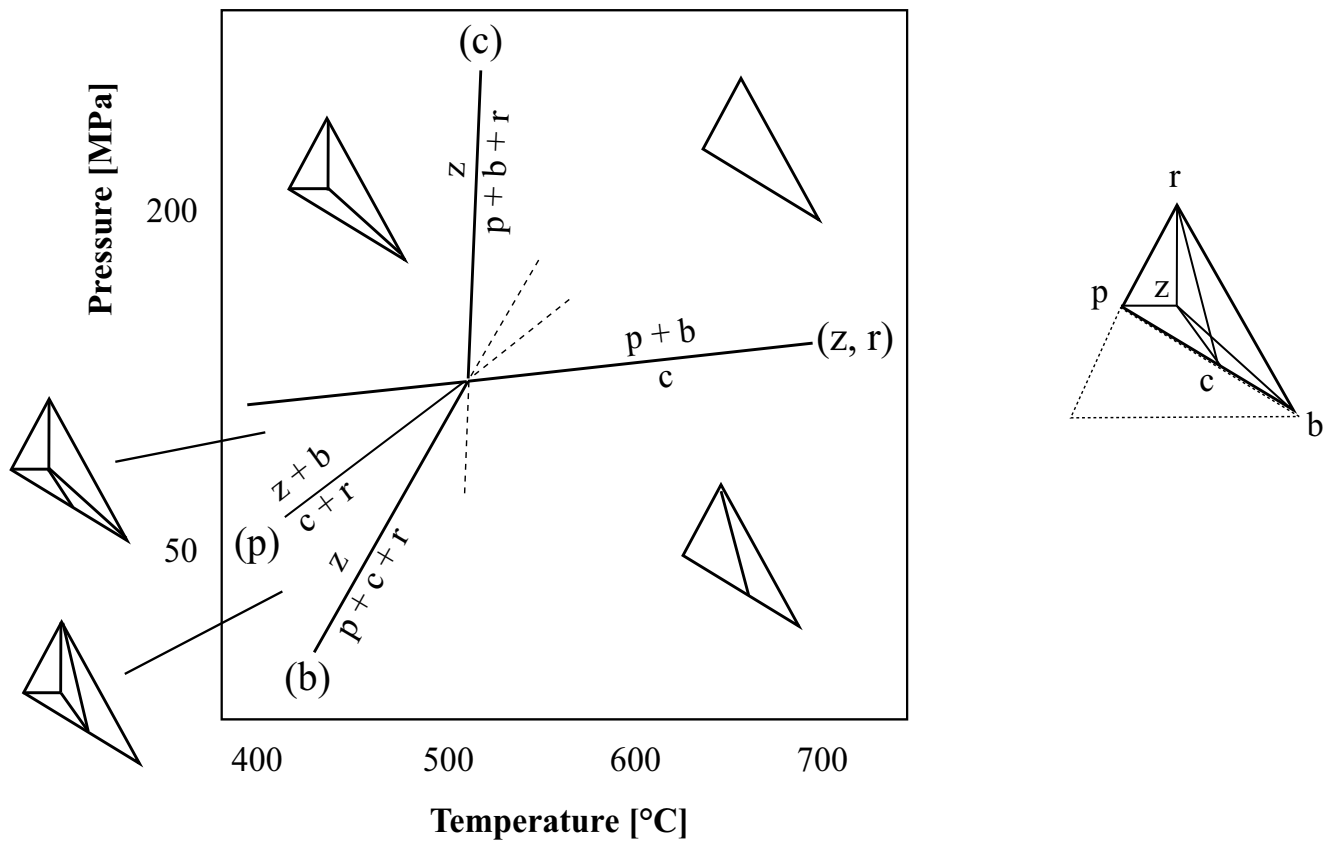 (c)
z
p + b + r
Pressure [MPa]
200
50
p + b
c
(z, r)
z + b
c + r
(p)
z
p + c + r
(b)
400 500 600 700
Temperature [°C]
r
p
z
c
b